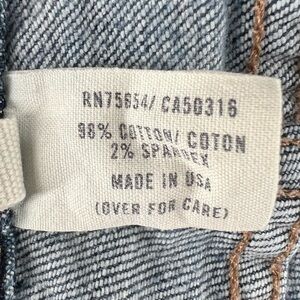 RN75654/ CA50316
98% COTTON/ COTON
2% SPANDEX
MADE IN USA
(OVER FOR CARE)